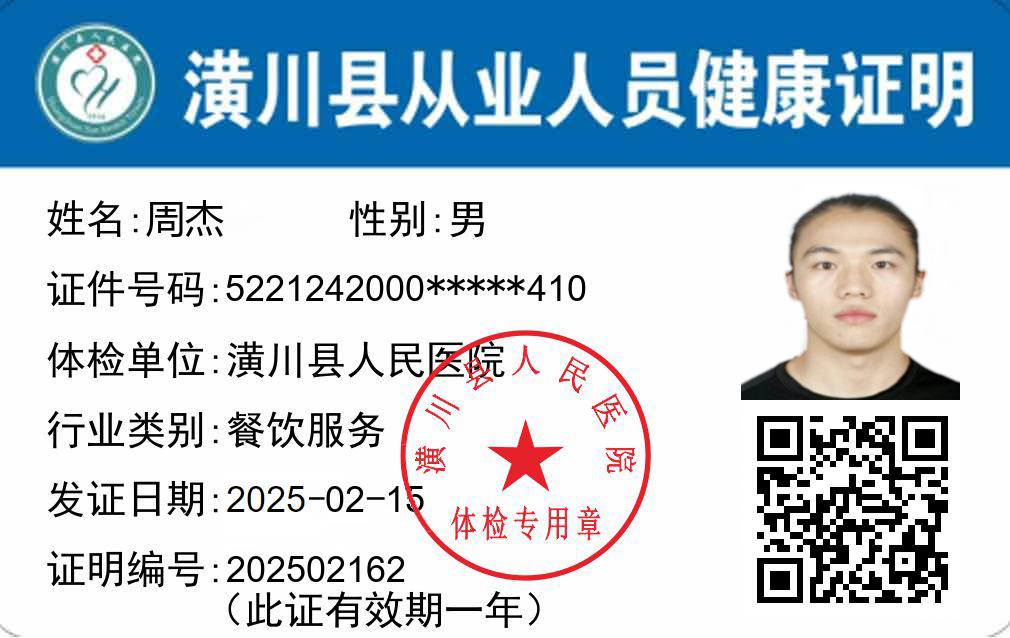 潢川县从业人员健康证明
姓名:周杰 性别:男
证件号码:5221242000*****410
体检单位:潢川县人民医院
行业类别:餐饮服务
发证日期:2025-02-15
证明编号:202502162
(此证有效期一年)
潢川县人民医院
体检专用章